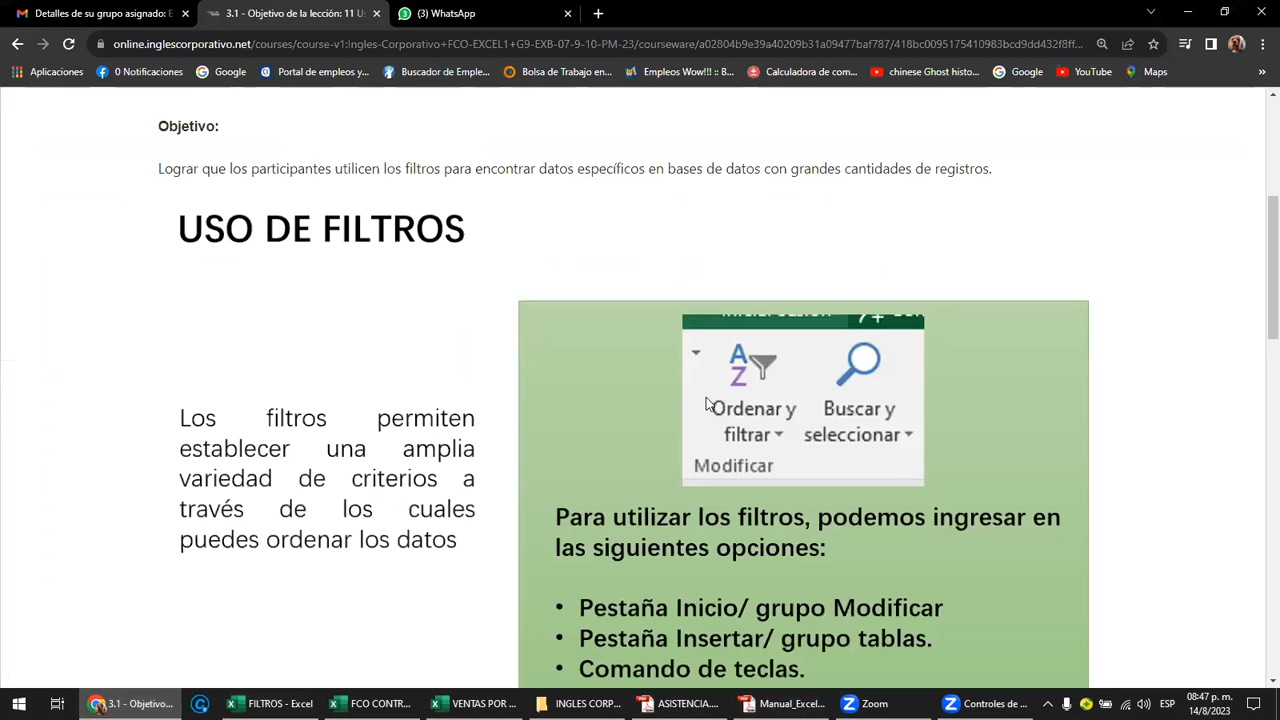 Detalles de su grupo asignado: E
3.1 - Objetivo de la lección: 11 U
(3) WhatsApp
online.inglescorporativo.net/courses/course-v1:Ingles-Corporativo+FCO-EXCEL1+G9-EXB-07-9-10-PM-23/courseware/a02804b9e39a40209b31a09477baf787/418bc0095175410983bcd9dd432f8ff...
Aplicaciones
0 Notificaciones
Google
Portal de empleos y...
Buscador de Emple...
Bolsa de Trabajo en...
Empleos Wow!!! :: B...
Calculadora de com...
chinese Ghost histo...
Google
YouTube
Maps
»
Objetivo:
Lograr que los participantes utilicen los filtros para encontrar datos específicos en bases de datos con grandes cantidades de registros.
USO DE FILTROS
A
Z
Ordenar y
filtrar
Buscar y
seleccionar
Modificar
Los filtros permiten
establecer una amplia
variedad de criterios a
través de los cuales
puedes ordenar los datos
Para utilizar los filtros, podemos ingresar en
las siguientes opciones:
• Pestaña Inicio/ grupo Modificar
• Pestaña Insertar/ grupo tablas.
• Comando de teclas.
3.1 - Objetivo...
FILTROS - Excel
FCO CONTR...
VENTAS POR ...
INGLES CORP...
ASISTENCIA....
Manual_Excel...
Zoom
Controles de ...
ESP
08:47 p. m.
14/8/2023